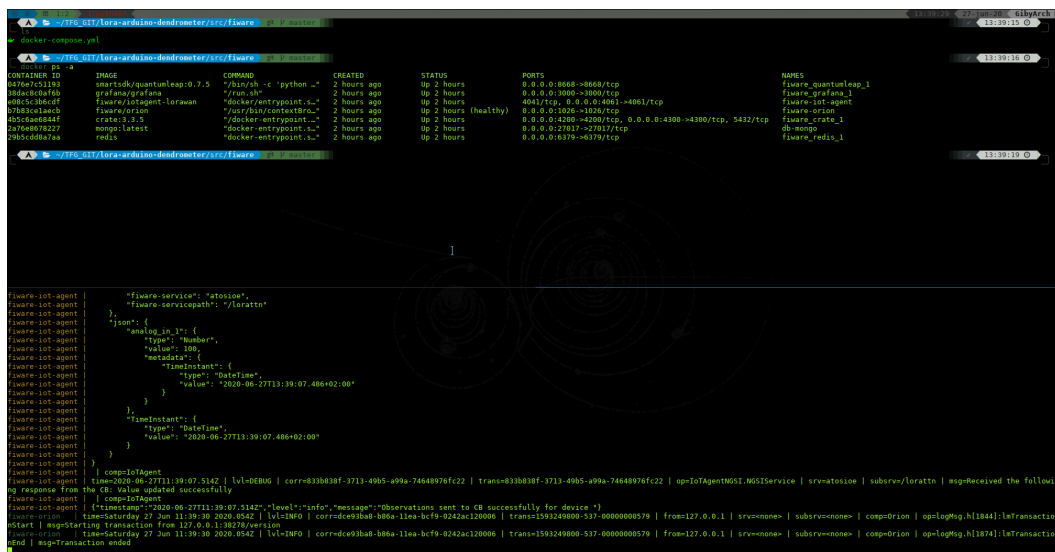 1:2
13:39:20 27-jun-20 GibyArch
~/TFG_GIT/lora-arduino-dendrometer/src/fiware master 13:39:15
ls
docker-compose.yml
~/TFG_GIT/lora-arduino-dendrometer/src/fiware master 13:39:16
docker ps -a
CONTAINER ID IMAGE COMMAND CREATED STATUS PORTS NAMES
0476e7c51193 smartsdk/quantumleap:0.7.5 "/bin/sh -c 'python …" 2 hours ago Up 2 hours 0.0.0.0:8668->8668/tcp fiware_quantumleap_1
38dac8c0af6b grafana/grafana "/run.sh" 2 hours ago Up 2 hours 0.0.0.0:3000->3000/tcp fiware_grafana_1
e08c5c3b6cdf fiware/iotagent-lorawan "docker/entrypoint.s…" 2 hours ago Up 2 hours 4041/tcp, 0.0.0.0:4061->4061/tcp fiware-iot-agent
b7b83ce1aecb fiware/orion "/usr/bin/contextBro…" 2 hours ago Up 2 hours (healthy) 0.0.0.0:1026->1026/tcp fiware-orion
4b5c6ae6844f crate:3.3.5 "/docker-entrypoint.…" 2 hours ago Up 2 hours 0.0.0.0:4200->4200/tcp, 0.0.0.0:4300->4300/tcp, 5432/tcp fiware_crate_1
2a76e8678227 mongo:latest "docker-entrypoint.s…" 2 hours ago Up 2 hours 0.0.0.0:27017->27017/tcp db-mongo
29b5cdd8a7aa redis "docker-entrypoint.s…" 2 hours ago Up 2 hours 0.0.0.0:6379->6379/tcp fiware_redis_1
~/TFG_GIT/lora-arduino-dendrometer/src/fiware master 13:39:19
fiware-iot-agent | "fiware-service": "atosioe",
fiware-iot-agent | "fiware-servicepath": "/lorattn"
fiware-iot-agent | },
fiware-iot-agent | "json": {
fiware-iot-agent | "analog_in_1": {
fiware-iot-agent | "type": "Number",
fiware-iot-agent | "value": 100,
fiware-iot-agent | "metadata": {
fiware-iot-agent | "TimeInstant": {
fiware-iot-agent | "type": "DateTime",
fiware-iot-agent | "value": "2020-06-27T13:39:07.486+02:00"
fiware-iot-agent | }
fiware-iot-agent | }
fiware-iot-agent | },
fiware-iot-agent | "TimeInstant": {
fiware-iot-agent | "type": "DateTime",
fiware-iot-agent | "value": "2020-06-27T13:39:07.486+02:00"
fiware-iot-agent | }
fiware-iot-agent | }
fiware-iot-agent | }
fiware-iot-agent | | comp=IoTAgent
fiware-iot-agent | time=2020-06-27T11:39:07.514Z | lvl=DEBUG | corr=833b838f-3713-49b5-a99a-74648976fc22 | trans=833b838f-3713-49b5-a99a-74648976fc22 | op=IoTAgentNGSI.NGSIService | srv=atosioe | subsrv=/lorattn | msg=Received the followi
ng response from the CB: Value updated successfully
fiware-iot-agent | | comp=IoTAgent
fiware-iot-agent | {"timestamp":"2020-06-27T11:39:07.514Z","level":"info","message":"Observations sent to CB successfully for device "}
fiware-orion | time=Saturday 27 Jun 11:39:30 2020.054Z | lvl=INFO | corr=dce93ba8-b86a-11ea-bcf9-0242ac120006 | trans=1593249800-537-00000000579 | from=127.0.0.1 | srv=<none> | subsrv=<none> | comp=Orion | op=logMsg.h[1844]:lmTransactio
nStart | msg=Starting transaction from 127.0.0.1:38278/version
fiware-orion | time=Saturday 27 Jun 11:39:30 2020.054Z | lvl=INFO | corr=dce93ba8-b86a-11ea-bcf9-0242ac120006 | trans=1593249800-537-00000000579 | from=127.0.0.1 | srv=<none> | subsrv=<none> | comp=Orion | op=logMsg.h[1874]:lmTransactio
nEnd | msg=Transaction ended